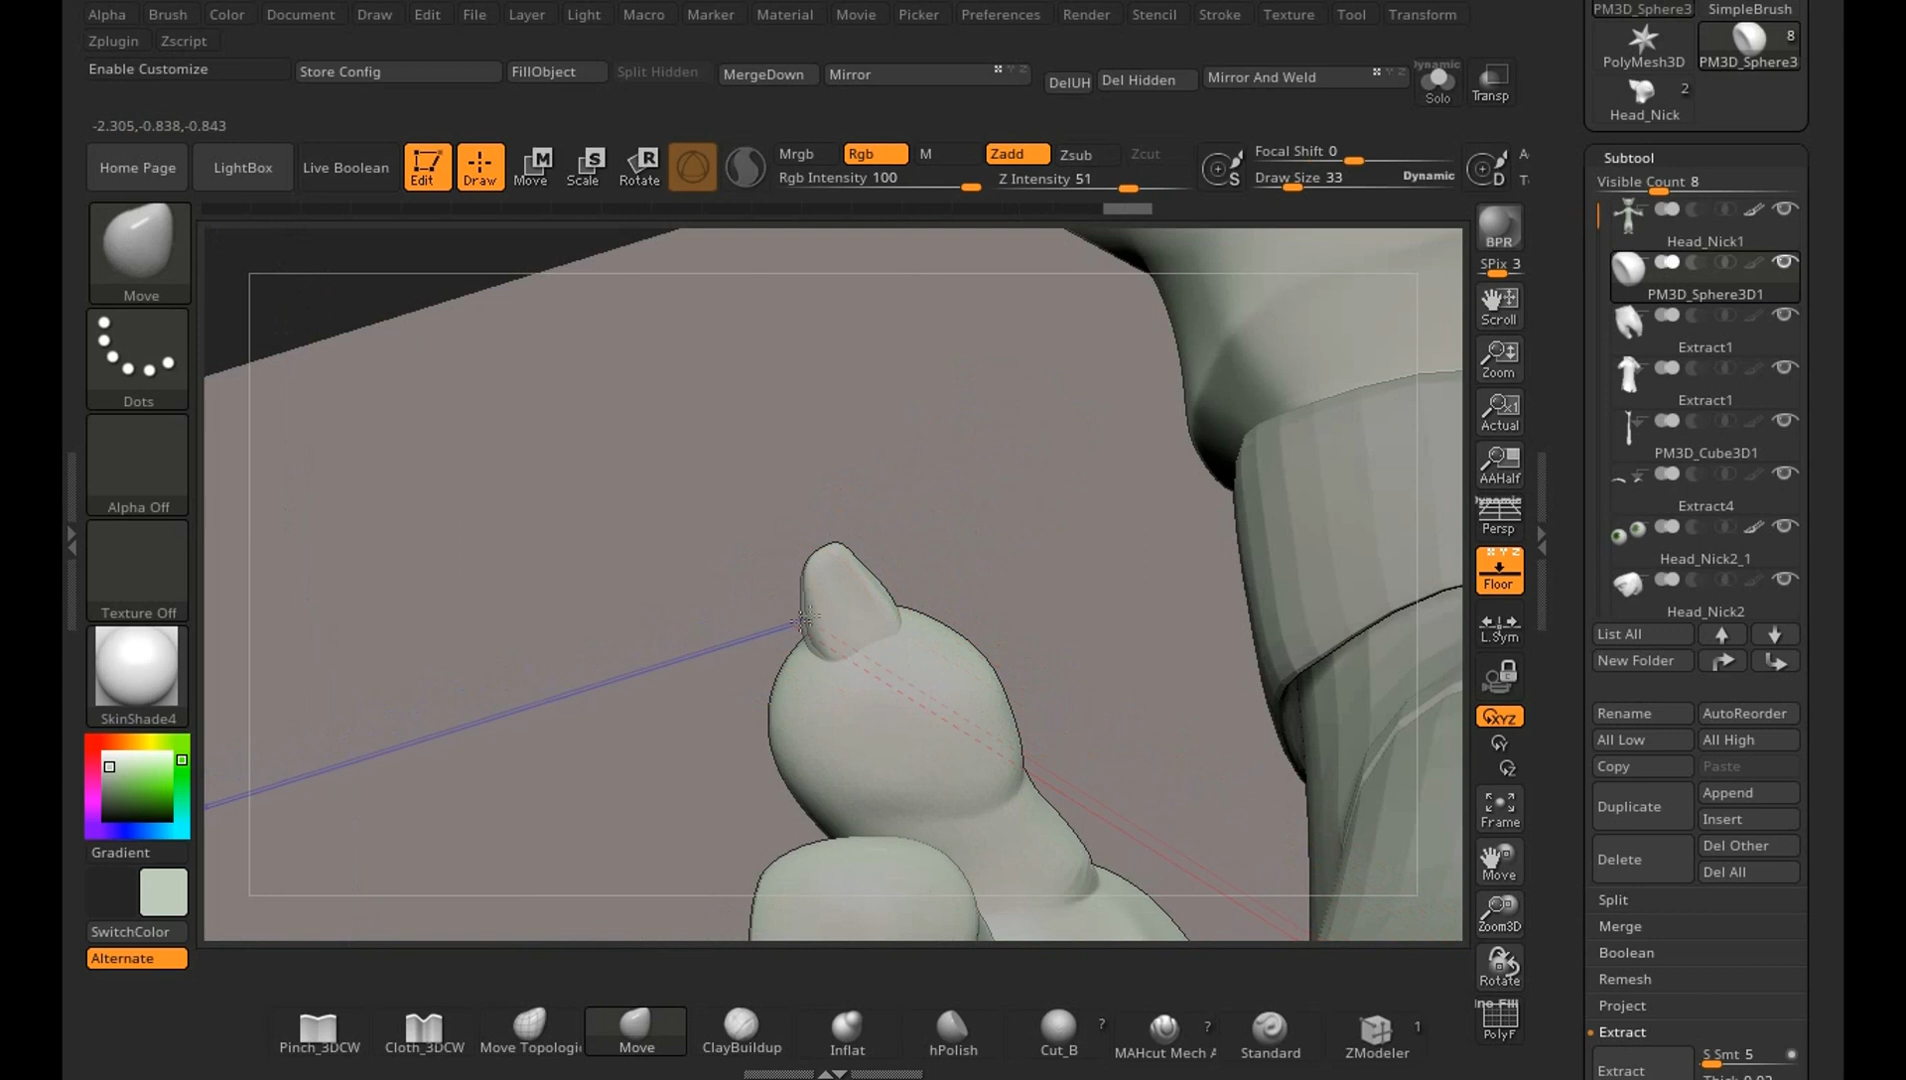 Alpha Brush Color Document Draw Edit File Layer Light Macro Marker Material Movie Picker Preferences Render Stencil Stroke Texture Tool Transform
Zplugin Zscript
Enable Customize Store Config FillObject Split Hidden MergeDown Mirror DelUH Del Hidden Mirror And Weld Dynamic Solo Transp
-2.305,-0.838,-0.843
Home Page LightBox Live Boolean Edit Draw Move Scale Rotate
M S R
Mrgb Rgb M Zadd Zsub Zcut
Rgb Intensity 100 Z Intensity 51
S Focal Shift 0 D
Draw Size 33 Dynamic
Move
Dots
Alpha Off
Texture Off
SkinShade4
Gradient
SwitchColor
Alternate
BPR
SPix 3
Scroll
Zoom
Actual
AAHalf
Dynamic
Persp
Floor
L.Sym
XYZ
Frame
Move
Zoom3D
Rotate
PolyF
PM3D_Sphere3 SimpleBrush
8
PolyMesh3D PM3D_Sphere3
2
Head_Nick
Subtool
Visible Count 8
Head_Nick1
PM3D_Sphere3D1
Extract1
Extract1
PM3D_Cube3D1
Extract4
Head_Nick2_1
Head_Nick2
List All
New Folder
Rename AutoReorder
All Low All High
Copy Paste
Duplicate Append
Insert
Delete Del Other
Del All
Split
Merge
Boolean
Remesh
Project
Extract
Extract S Smt 5
Pinch_3DCW Cloth_3DCW Move Topologi Move ClayBuildup Inflat hPolish Cut_B ? MAHcut Mech A ? Standard ZModeler 1